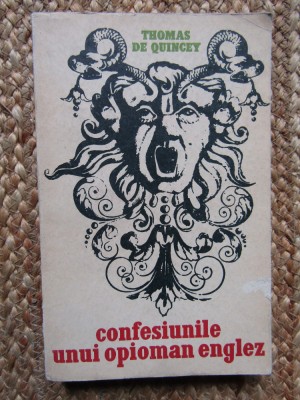 THOMAS
DE QUINCEY
confesiunile
unui opioman englez